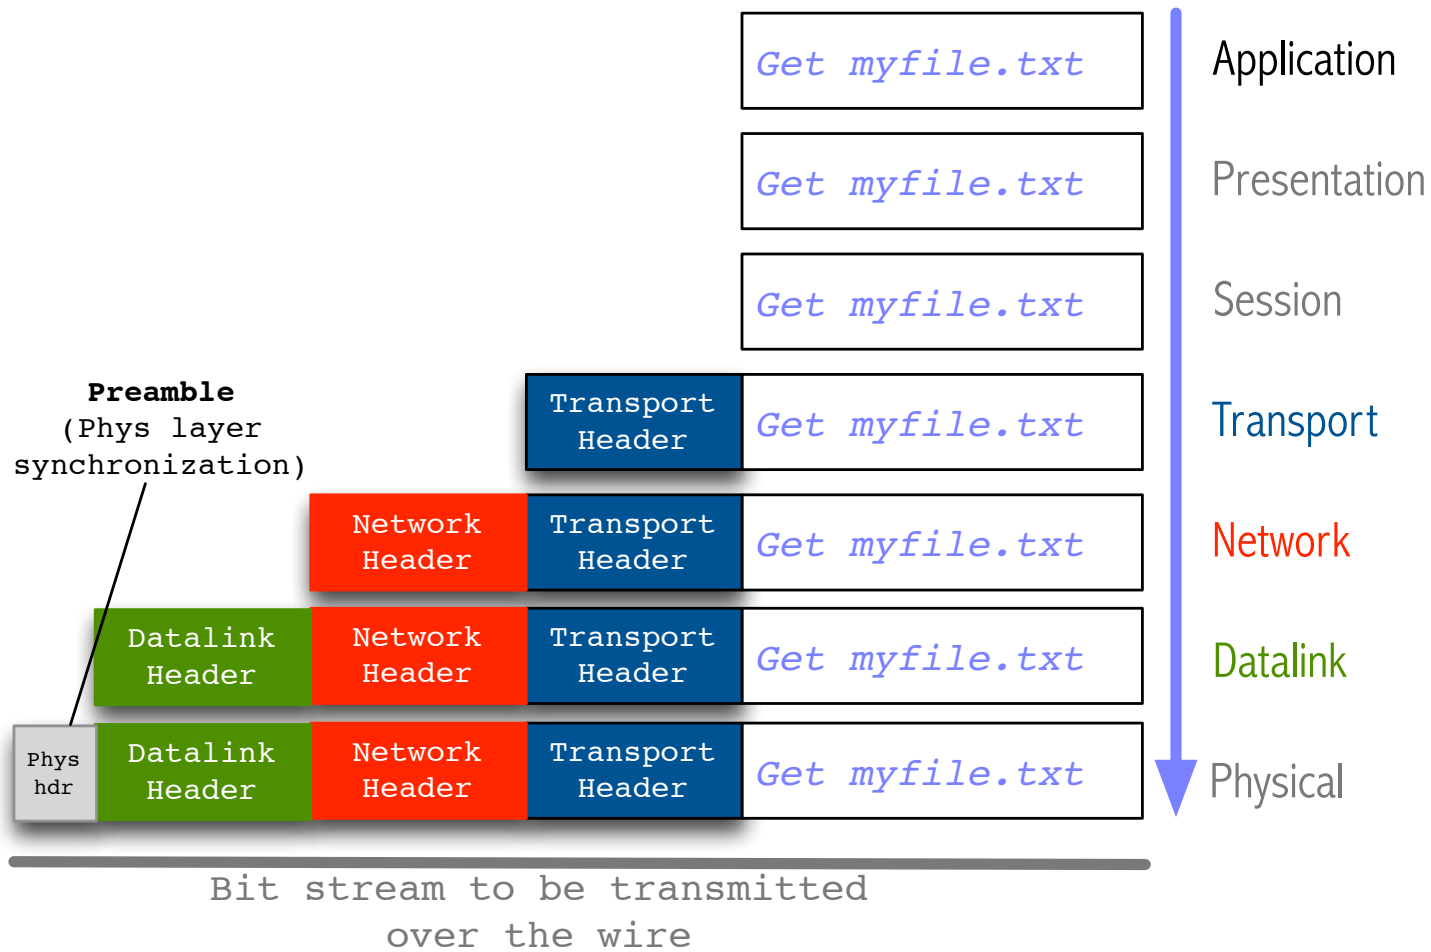 Get myfile.txt
Application
Get myfile.txt
Presentation
Get myfile.txt
Session
Preamble
(Phys layer
synchronization)
Transport
Header
Get myfile.txt
Transport
Network
Header
Transport
Header
Get myfile.txt
Network
Datalink
Header
Network
Header
Transport
Header
Get myfile.txt
Datalink
Phys
hdr
Datalink
Header
Network
Header
Transport
Header
Get myfile.txt
Physical
Bit stream to be transmitted
over the wire